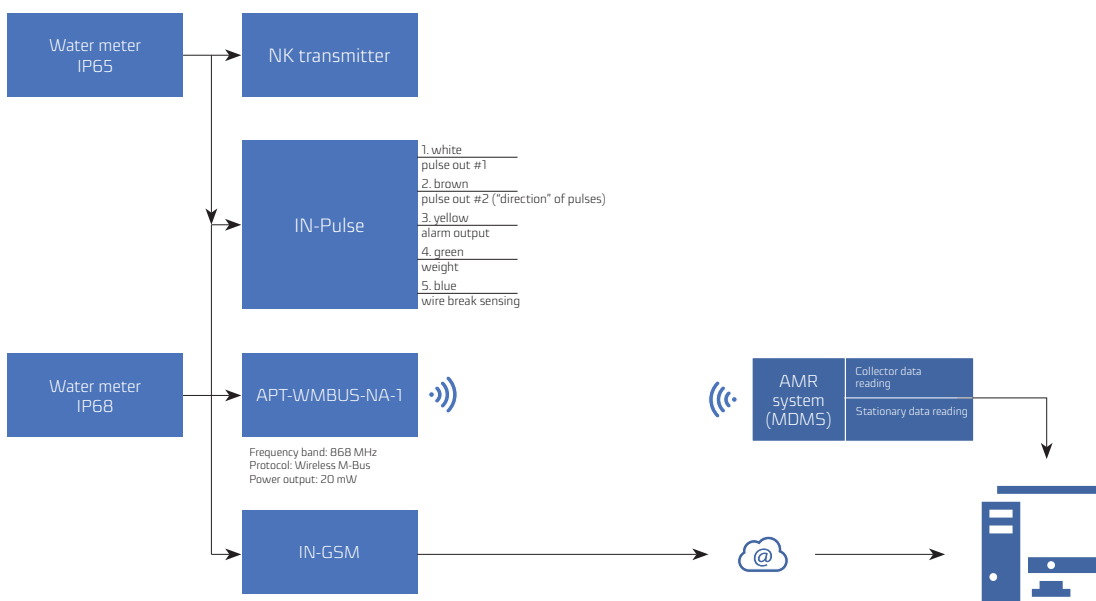 Water meter
IP65
NK transmitter
IN-Pulse
1. white
pulse out #1
2. brown
pulse out #2 (“direction” of pulses)
3. yellow
alarm output
4. green
weight
5. blue
wire break sensing
Water meter
IP68
APT-WMBUS-NA-1
Frequency band: 868 MHz
Protocol: Wireless M-Bus
Power output: 20 mW
AMR
system
(MDMS)
Collector data
reading
Stationary data reading
IN-GSM
@